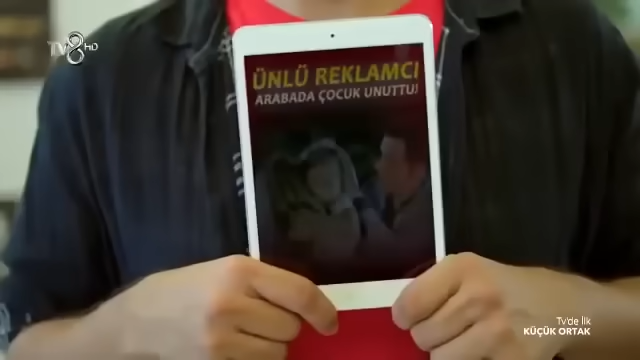 TV8 HD
ÜNLÜ REKLAMCI
ARABADA ÇOCUK UNUTTU!
Tv'de İlk
KÜÇÜK ORTAK